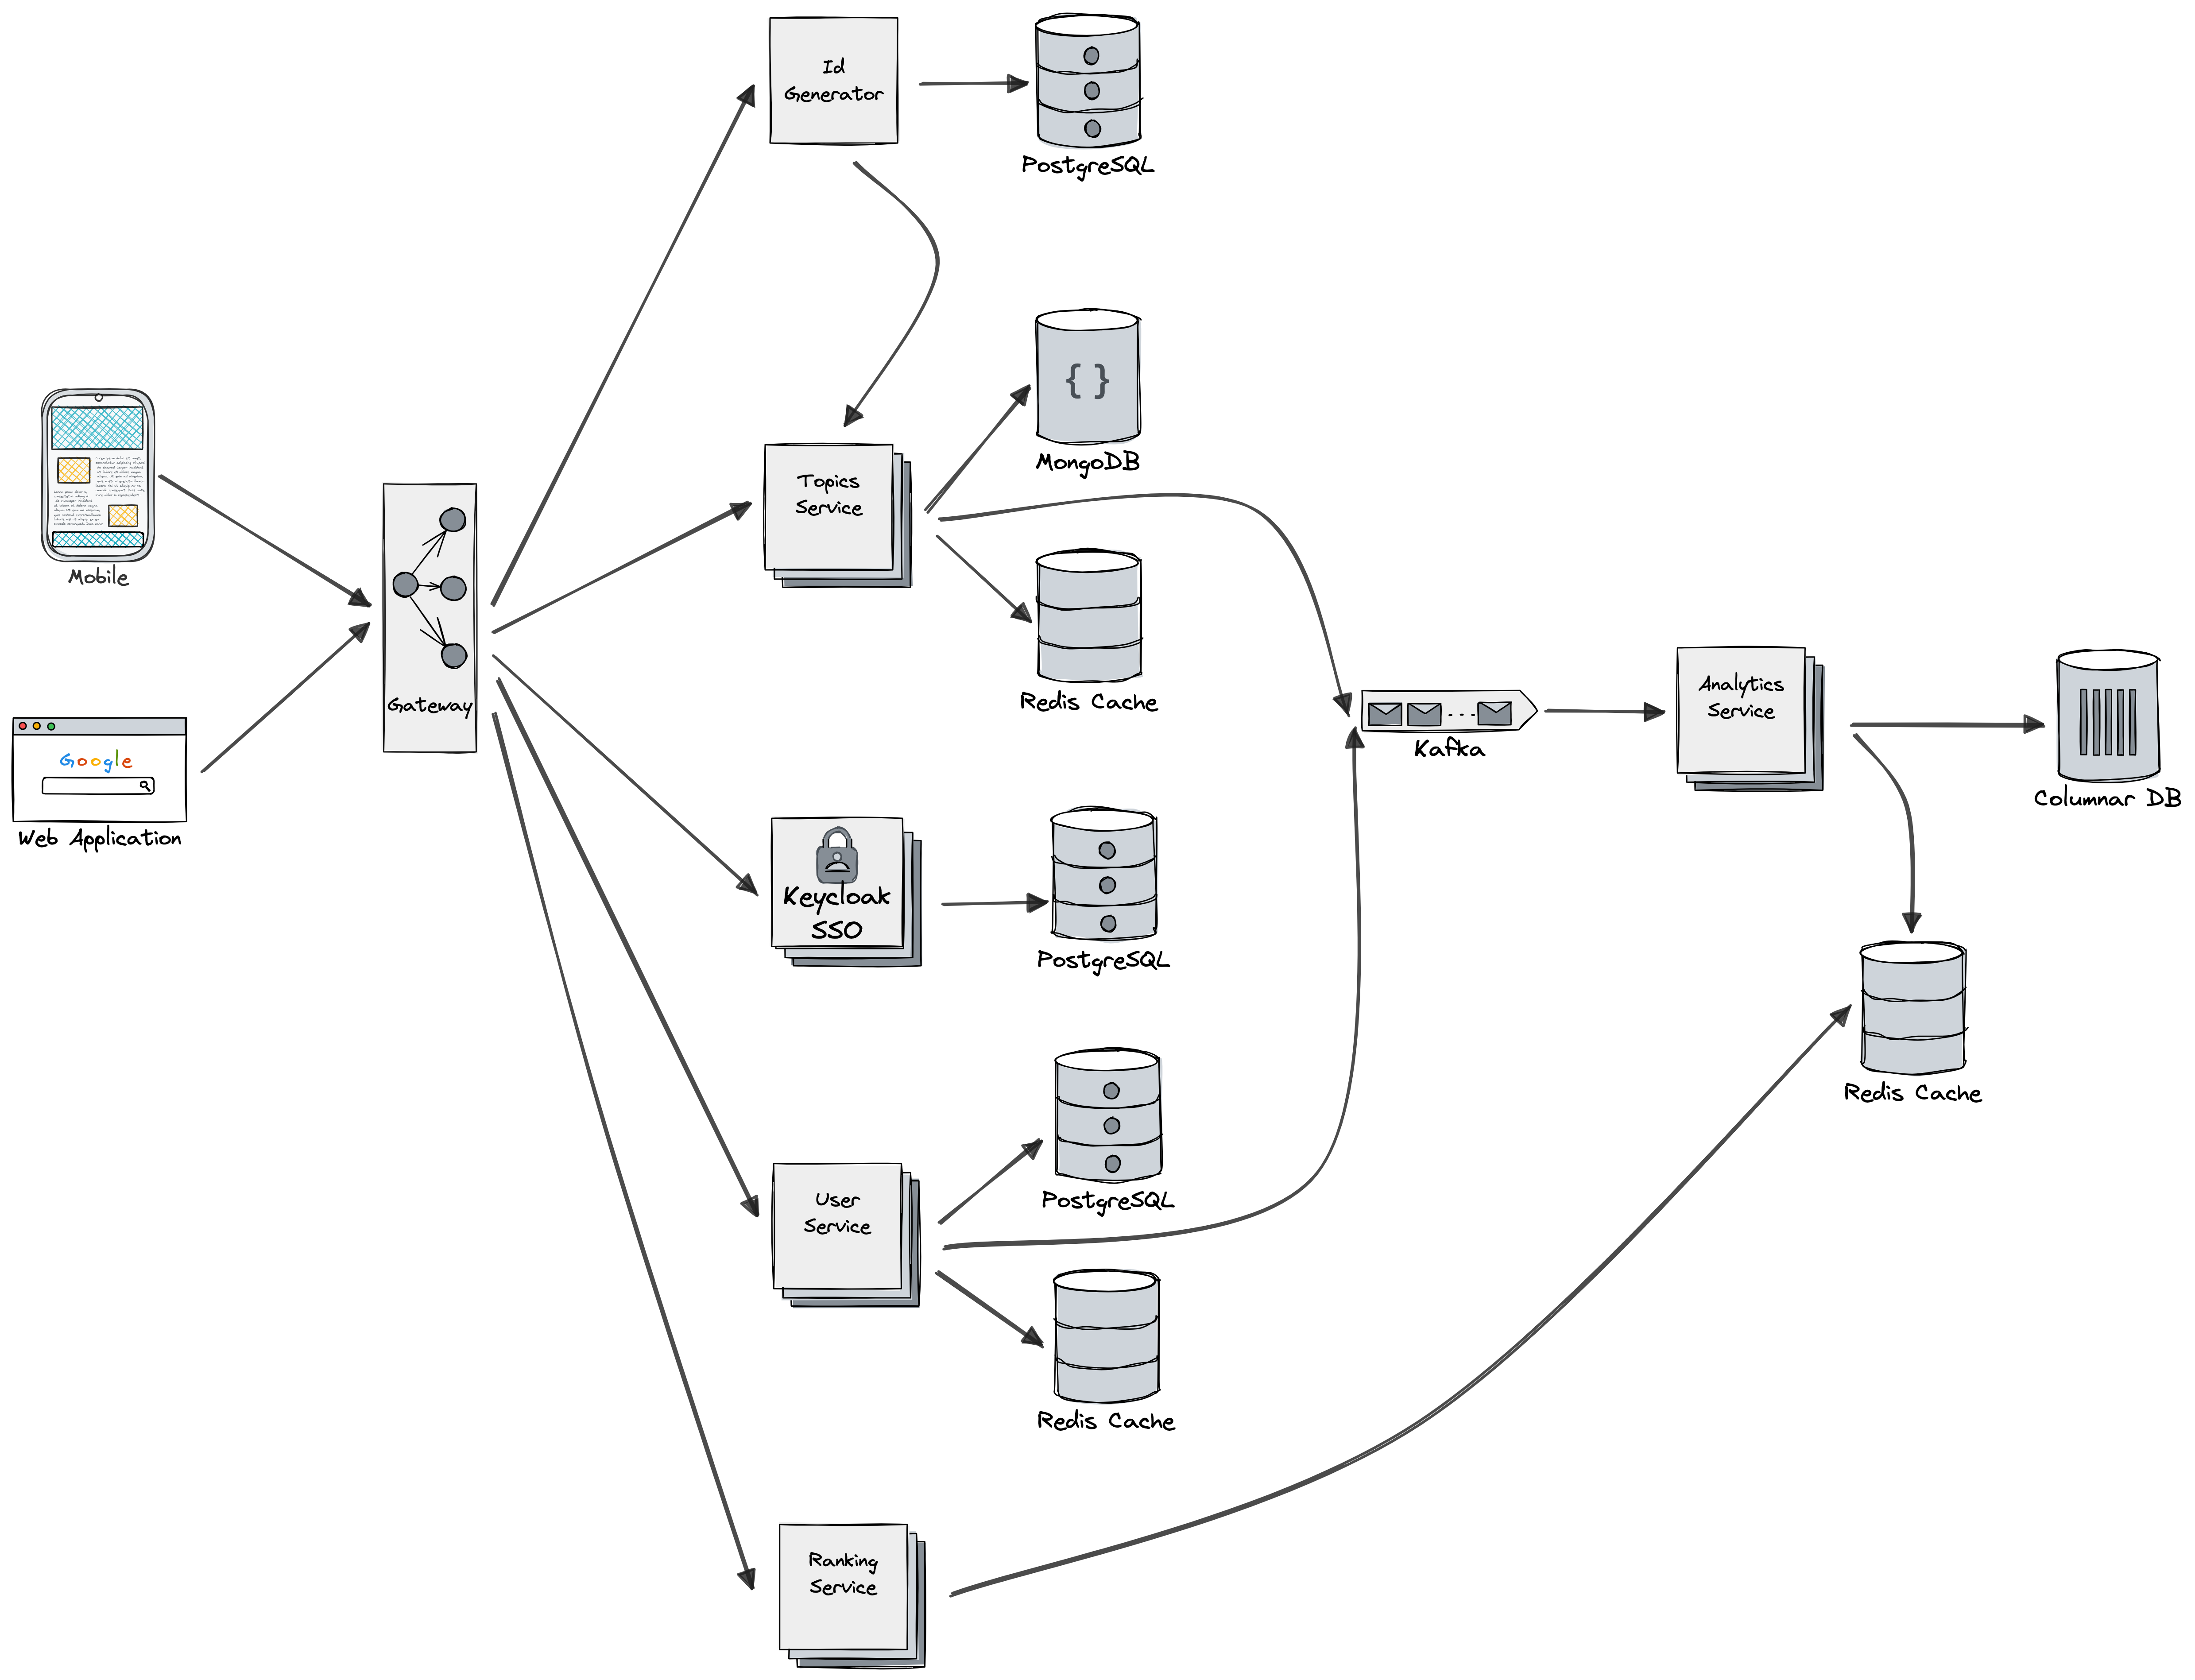 Id
Generator
PostgreSQL
Topics
Service
MongoDB
Redis Cache
Mobile
Gateway
Google
Web Application
Kafka
Analytics
Service
Columnar DB
Keycloak
SSO
PostgreSQL
Redis Cache
User
Service
PostgreSQL
Redis Cache
Ranking
Service